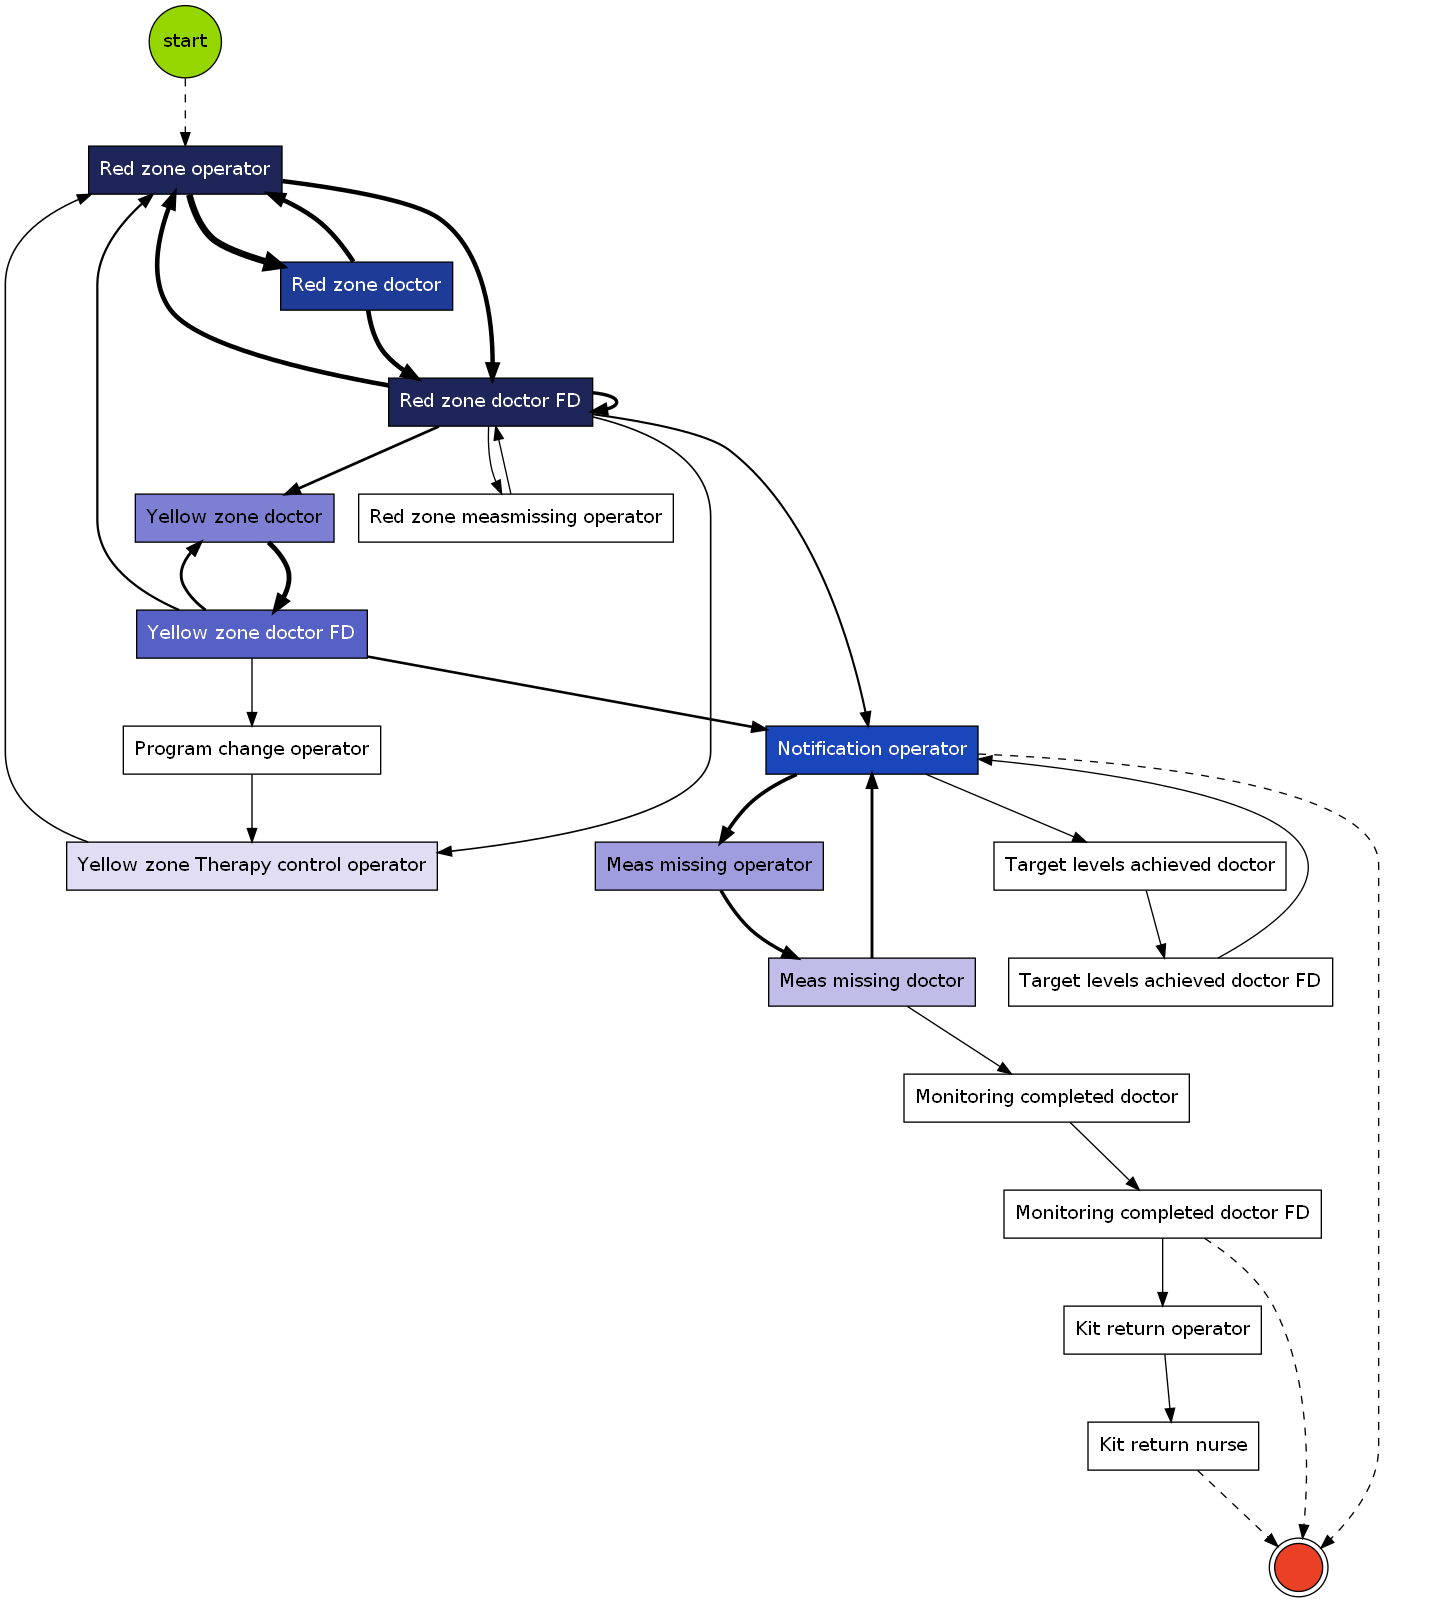 start
Red zone operator
Red zone doctor
Red zone doctor FD
Yellow zone doctor
Red zone measmissing operator
Yellow zone doctor FD
Program change operator
Notification operator
Yellow zone Therapy control operator
Meas missing operator
Target levels achieved doctor
Meas missing doctor
Target levels achieved doctor FD
Monitoring completed doctor
Monitoring completed doctor FD
Kit return operator
Kit return nurse